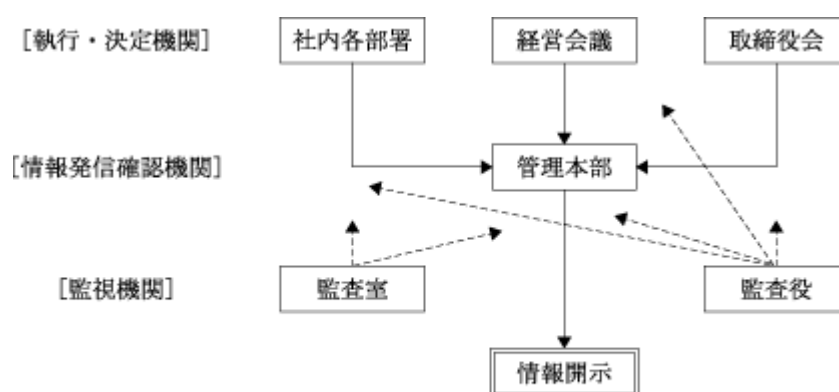 [執行・決定機関]
社内各部署
経営会議
取締役会
[情報発信確認機関]
管理本部
[監視機関]
監査室
監査役
情報開示